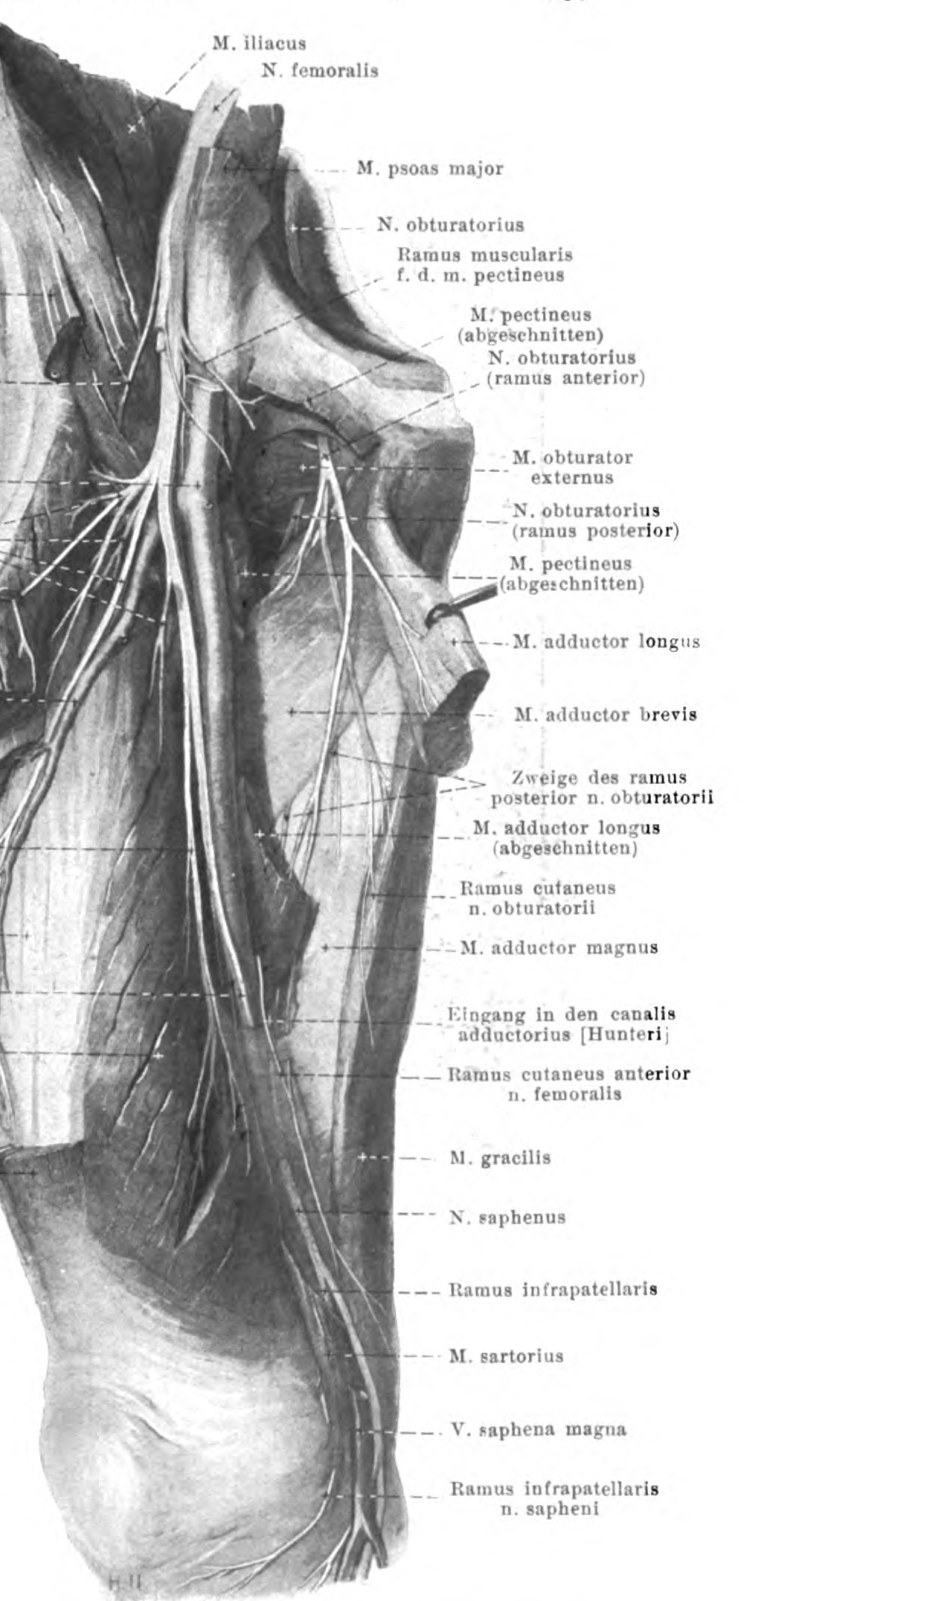 M. iliacus
N. femoralis
M. psoas major
N. obturatorius
Ramus muscularis
f. d. m. pectineus
M. pectineus
(abgeschnitten)
N. obturatorius
(ramus anterior)
M. obturator
externus
N. obturatorius
(ramus posterior)
M. pectineus
(abgeschnitten)
M. adductor longus
M. adductor brevis
Zweige des ramus
posterior n. obturatorii
M. adductor longus
(abgeschnitten)
Ramus cutaneus
n. obturatorii
M. adductor magnus
Eingang in den canalis
adductorius [Hunteri]
Ramus cutaneus anterior
n. femoralis
M. gracilis
N. saphenus
Ramus infrapatellaris
M. sartorius
V. saphena magna
Ramus infrapatellaris
n. sapheni